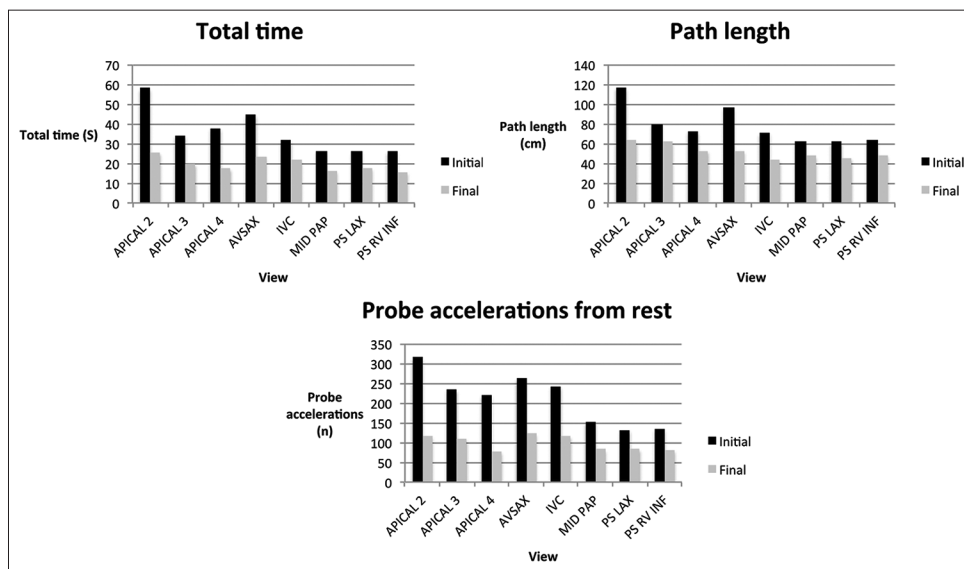 Total time
70
60
50
40
30
20
10
0
Total time (S)
Initial
Final
APICAL 2
APICAL 3
APICAL 4
AVSAX
IVC
MID PAP
PS LAX
PS RV INF
View
Path length
140
120
100
80
60
40
20
0
Path length
(cm)
Initial
Final
APICAL 2
APICAL 3
APICAL 4
AVSAX
IVC
MID PAP
PS LAX
PS RV INF
View
Probe accelerations from rest
350
300
250
200
150
100
50
0
Probe
accelerations
(n)
Initial
Final
APICAL 2
APICAL 3
APICAL 4
AVSAX
IVC
MID PAP
PS LAX
PS RV INF
View